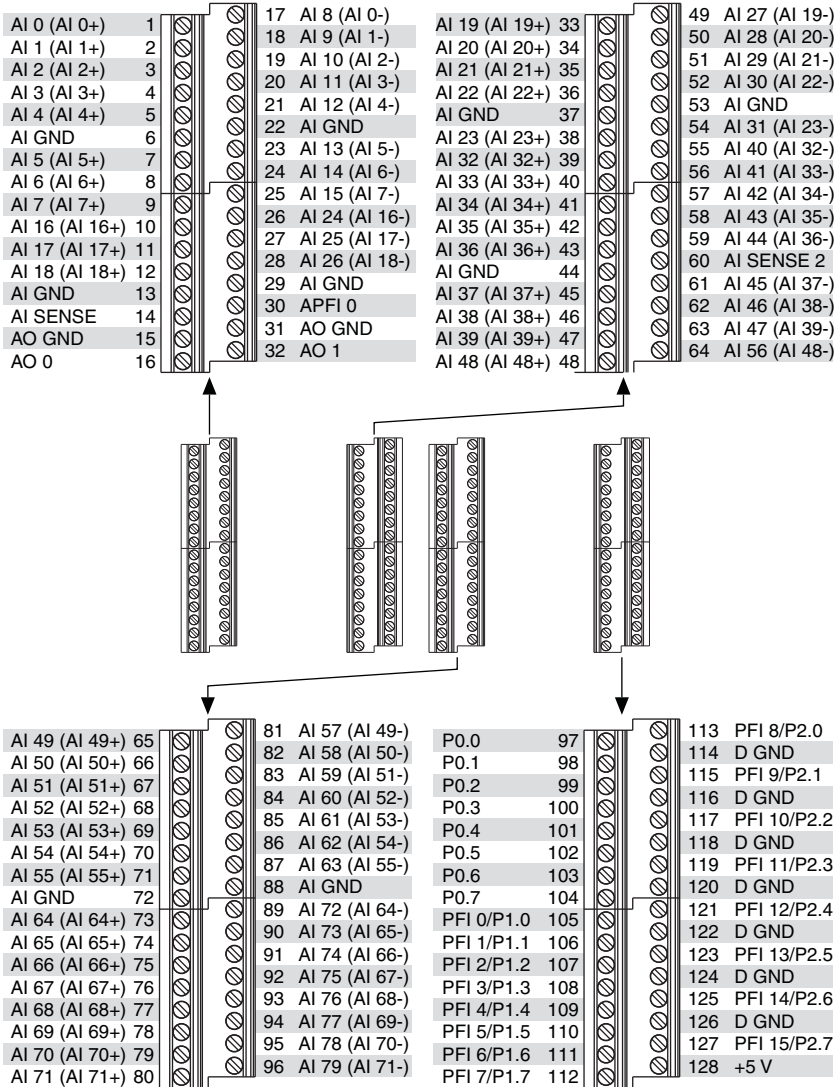 AI 0 (AI 0+) 1
AI 1 (AI 1+) 2
AI 2 (AI 2+) 3
AI 3 (AI 3+) 4
AI 4 (AI 4+) 5
AI GND 6
AI 5 (AI 5+) 7
AI 6 (AI 6+) 8
AI 7 (AI 7+) 9
AI 16 (AI 16+) 10
AI 17 (AI 17+) 11
AI 18 (AI 18+) 12
AI GND 13
AI SENSE 14
AO GND 15
AO 0 16
17 AI 8 (AI 0-)
18 AI 9 (AI 1-)
19 AI 10 (AI 2-)
20 AI 11 (AI 3-)
21 AI 12 (AI 4-)
22 AI GND
23 AI 13 (AI 5-)
24 AI 14 (AI 6-)
25 AI 15 (AI 7-)
26 AI 24 (AI 16-)
27 AI 25 (AI 17-)
28 AI 26 (AI 18-)
29 AI GND
30 APFI 0
31 AO GND
32 AO 1
AI 19 (AI 19+) 33
AI 20 (AI 20+) 34
AI 21 (AI 21+) 35
AI 22 (AI 22+) 36
AI GND 37
AI 23 (AI 23+) 38
AI 32 (AI 32+) 39
AI 33 (AI 33+) 40
AI 34 (AI 34+) 41
AI 35 (AI 35+) 42
AI 36 (AI 36+) 43
AI GND 44
AI 37 (AI 37+) 45
AI 38 (AI 38+) 46
AI 39 (AI 39+) 47
AI 48 (AI 48+) 48
49 AI 27 (AI 19-)
50 AI 28 (AI 20-)
51 AI 29 (AI 21-)
52 AI 30 (AI 22-)
53 AI GND
54 AI 31 (AI 23-)
55 AI 40 (AI 32-)
56 AI 41 (AI 33-)
57 AI 42 (AI 34-)
58 AI 43 (AI 35-)
59 AI 44 (AI 36-)
60 AI SENSE 2
61 AI 45 (AI 37-)
62 AI 46 (AI 38-)
63 AI 47 (AI 39-)
64 AI 56 (AI 48-)
AI 49 (AI 49+) 65
AI 50 (AI 50+) 66
AI 51 (AI 51+) 67
AI 52 (AI 52+) 68
AI 53 (AI 53+) 69
AI 54 (AI 54+) 70
AI 55 (AI 55+) 71
AI GND 72
AI 64 (AI 64+) 73
AI 65 (AI 65+) 74
AI 66 (AI 66+) 75
AI 67 (AI 67+) 76
AI 68 (AI 68+) 77
AI 69 (AI 69+) 78
AI 70 (AI 70+) 79
AI 71 (AI 71+) 80
81 AI 57 (AI 49-)
82 AI 58 (AI 50-)
83 AI 59 (AI 51-)
84 AI 60 (AI 52-)
85 AI 61 (AI 53-)
86 AI 62 (AI 54-)
87 AI 63 (AI 55-)
88 AI GND
89 AI 72 (AI 64-)
90 AI 73 (AI 65-)
91 AI 74 (AI 66-)
92 AI 75 (AI 67-)
93 AI 76 (AI 68-)
94 AI 77 (AI 69-)
95 AI 78 (AI 70-)
96 AI 79 (AI 71-)
P0.0 97
P0.1 98
P0.2 99
P0.3 100
P0.4 101
P0.5 102
P0.6 103
P0.7 104
PFI 0/P1.0 105
PFI 1/P1.1 106
PFI 2/P1.2 107
PFI 3/P1.3 108
PFI 4/P1.4 109
PFI 5/P1.5 110
PFI 6/P1.6 111
PFI 7/P1.7 112
113 PFI 8/P2.0
114 D GND
115 PFI 9/P2.1
116 D GND
117 PFI 10/P2.2
118 D GND
119 PFI 11/P2.3
120 D GND
121 PFI 12/P2.4
122 D GND
123 PFI 13/P2.5
124 D GND
125 PFI 14/P2.6
126 D GND
127 PFI 15/P2.7
128 +5 V